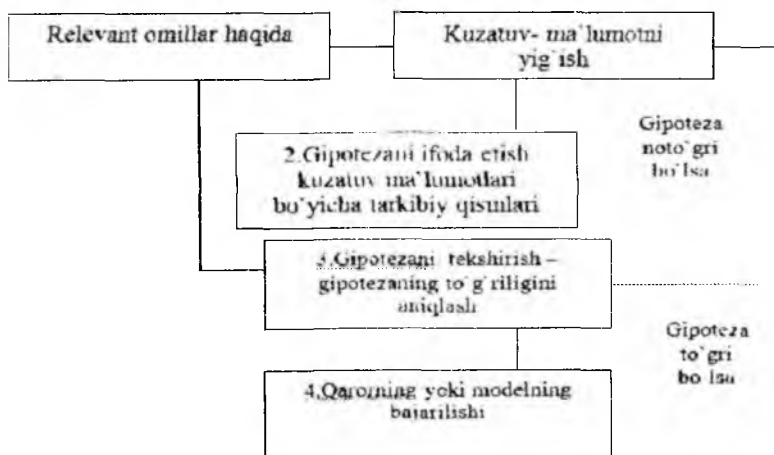 Relevant omillar haqida
Kuzatuv- ma`lumotni
yig`ish
Gipoteza
noto`gri
bo`lsa
2.Gipotezani ifoda etish
kuzatuv ma`lumotlari
bo`yicha tarkibiy qismlari
3.Gipotezani tekshirish –
gipotezaning to`g`riligini
aniqlash
Gipoteza
to`gri
bo`lsa
4.Qarorning yoki modelning
bajarilishi